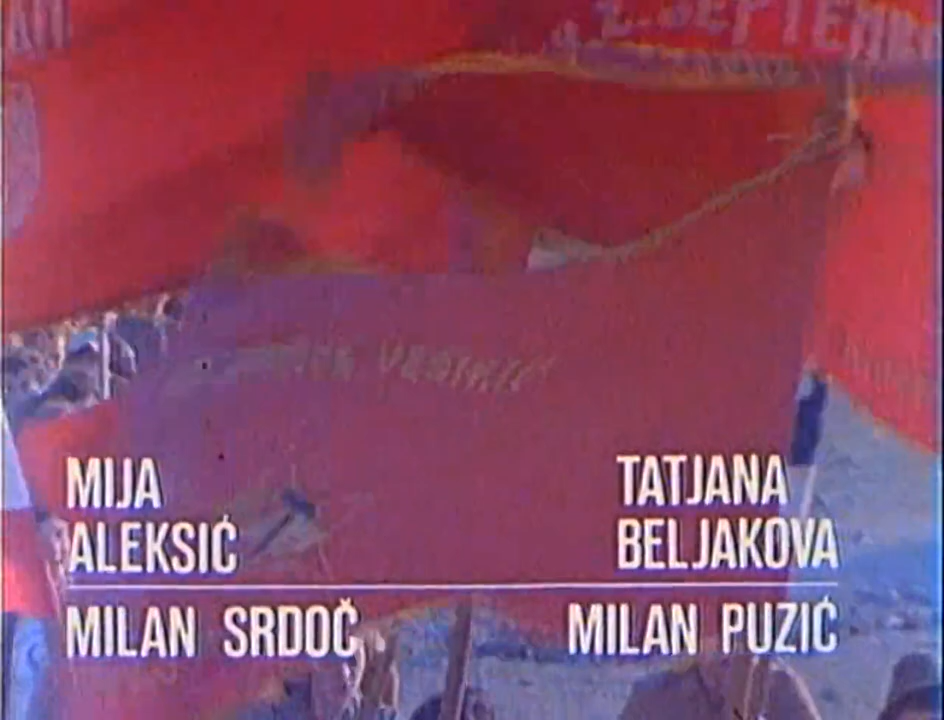 MIJA
ALEKSIĆ
TATJANA
BELJAKOVA
MILAN SRDOČ
MILAN PUZIĆ